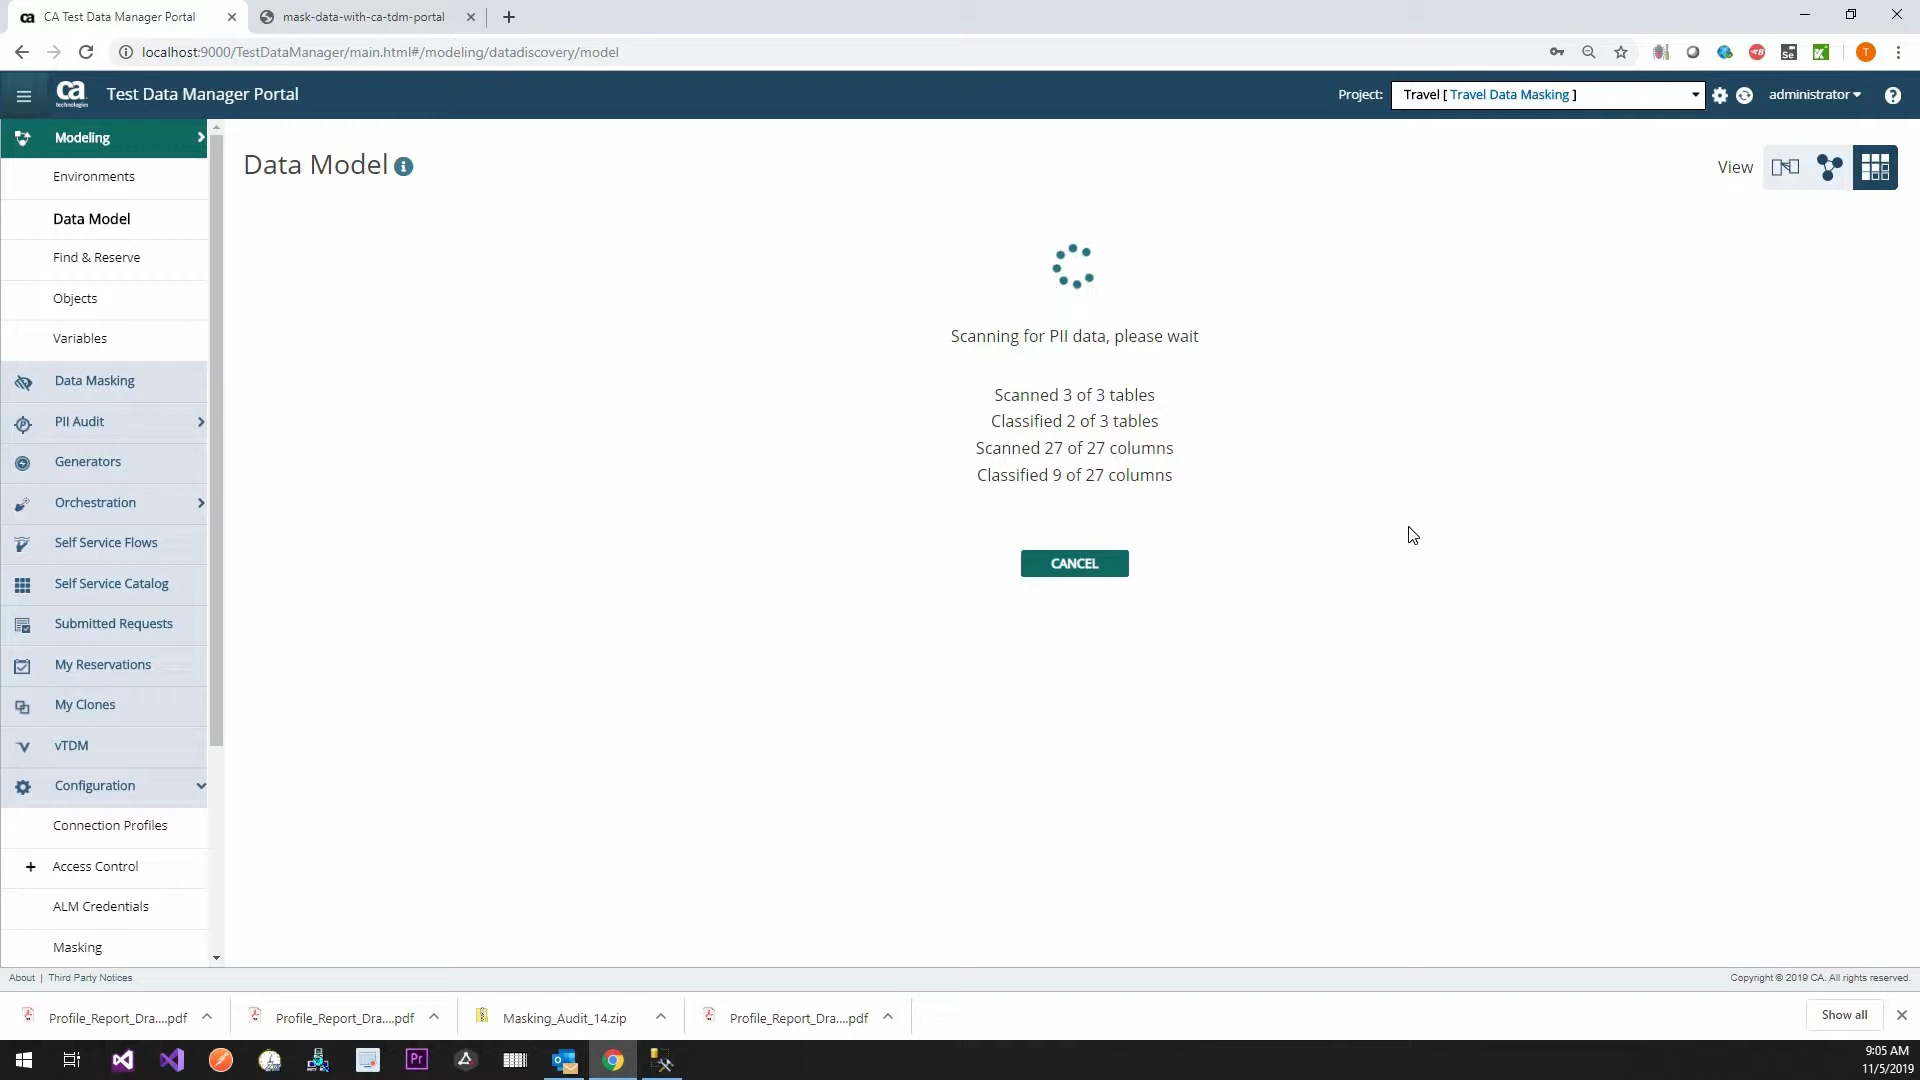 CA Test Data Manager Portal
mask-data-with-ca-tdm-portal
localhost:9000/TestDataManager/main.html#/modeling/datadiscovery/model
T
ca
technologies
Test Data Manager Portal
Project:
Travel [ Travel Data Masking ]
administrator
Modeling
Environments
Data Model
Find & Reserve
Objects
Variables
Data Masking
PII Audit
Generators
Orchestration
Self Service Flows
Self Service Catalog
Submitted Requests
My Reservations
My Clones
vTDM
Configuration
Connection Profiles
Access Control
ALM Credentials
Masking
Data Model
View
Scanning for PII data, please wait
Scanned 3 of 3 tables
Classified 2 of 3 tables
Scanned 27 of 27 columns
Classified 9 of 27 columns
CANCEL
About | Third Party Notices
Copyright © 2019 CA. All rights reserved.
Profile_Report_Dra....pdf
Profile_Report_Dra....pdf
Masking_Audit_14.zip
Profile_Report_Dra....pdf
Show all
Pr
9:05 AM
11/5/2019